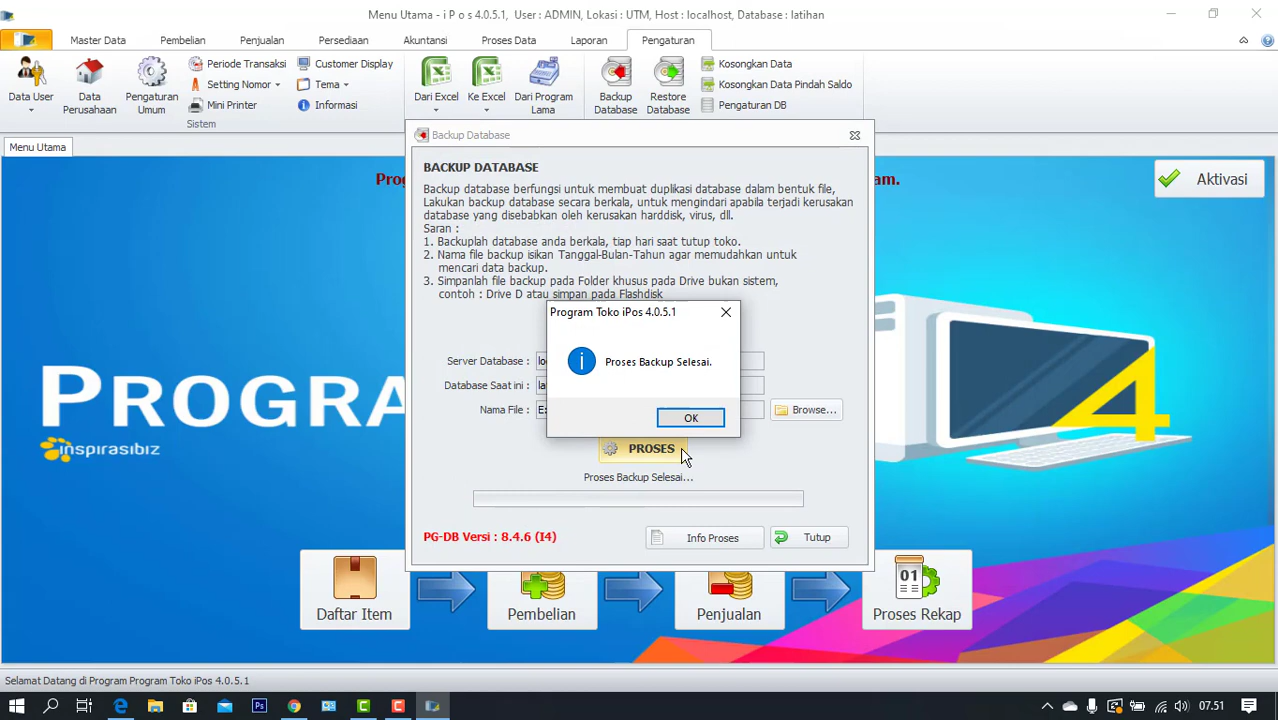 Menu Utama - i P o s 4.0.5.1, User : ADMIN, Lokasi : UTM, Host : localhost, Database : latihan
Master Data
Pembelian
Penjualan
Persediaan
Akuntansi
Proses Data
Laporan
Pengaturan
Data User
Data Perusahaan
Pengaturan Umum
Periode Transaksi
Setting Nomor
Mini Printer
Customer Display
Tema
Informasi
Sistem
Dari Excel
Ke Excel
Dari Program Lama
Backup Database
Restore Database
Kosongkan Data
Kosongkan Data Pindah Saldo
Pengaturan DB
Menu Utama
am.
Aktivasi
Backup Database
BACKUP DATABASE
Backup database berfungsi untuk membuat duplikasi database dalam bentuk file,
Lakukan backup database secara berkala, untuk mengindari apabila terjadi kerusakan
database yang disebabkan oleh kerusakan harddisk, virus, dll.
Saran :
1. Backuplah database anda berkala, tiap hari saat tutup toko.
2. Nama file backup isikan Tanggal-Bulan-Tahun agar memudahkan untuk
mencari data backup.
3. Simpanlah file backup pada Folder khusus pada Drive bukan sistem,
contoh : Drive D atau simpan pada Flashdisk
Program Toko iPos 4.0.5.1
Proses Backup Selesai.
OK
Server Database :
Database Saat ini :
Nama File :
E:
Browse...
PROSES
Proses Backup Selesai...
PG-DB Versi : 8.4.6 (I4)
Info Proses
Tutup
PROGRA
4
inspirasibiz
Daftar Item
Pembelian
Penjualan
01
Proses Rekap
Selamat Datang di Program Program Toko iPos 4.0.5.1
Ps
07.51